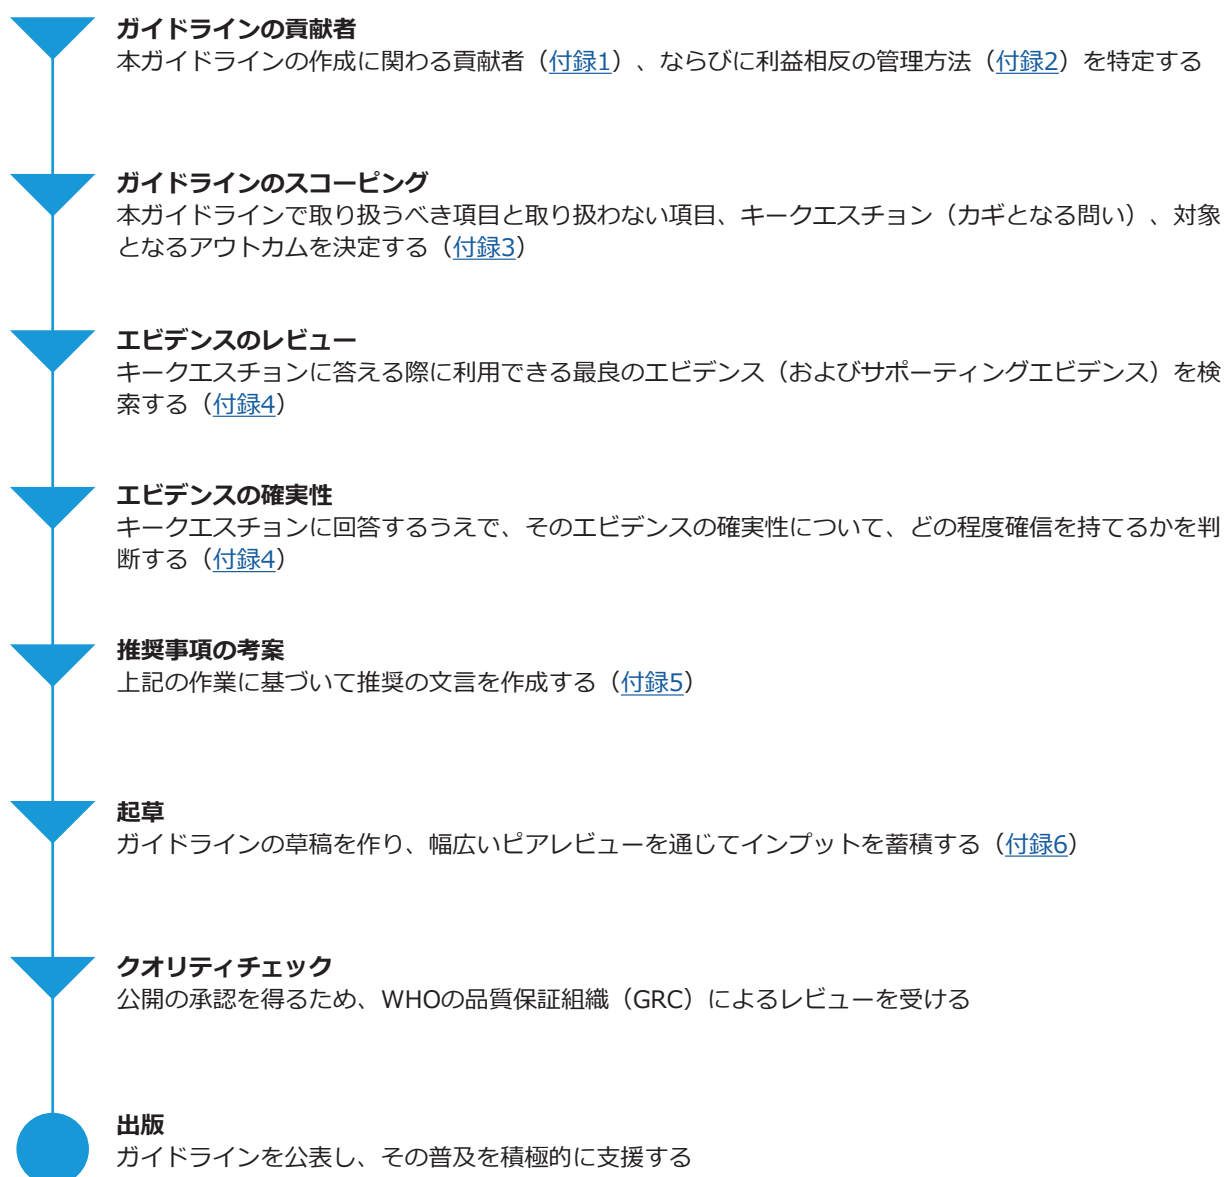 ガイドラインの貢献者
本ガイドラインの作成に関わる貢献者（付録1）、ならびに利益相反の管理方法（付録2）を特定する
ガイドラインのスコーピング
本ガイドラインで取り扱うべき項目と取り扱わない項目、キークエスチョン（カギとなる問い）、対象
となるアウトカムを決定する（付録3）
エビデンスのレビュー
キークエスチョンに答える際に利用できる最良のエビデンス（およびサポーティングエビデンス）を検
索する（付録4）
エビデンスの確実性
キークエスチョンに回答するうえで、そのエビデンスの確実性について、どの程度確信を持てるかを判
断する（付録4）
推奨事項の考案
上記の作業に基づいて推奨の文言を作成する（付録5）
起草
ガイドラインの草稿を作り、幅広いピアレビューを通じてインプットを蓄積する（付録6）
クオリティチェック
公開の承認を得るため、WHOの品質保証組織（GRC）によるレビューを受ける
出版
ガイドラインを公表し、その普及を積極的に支援する